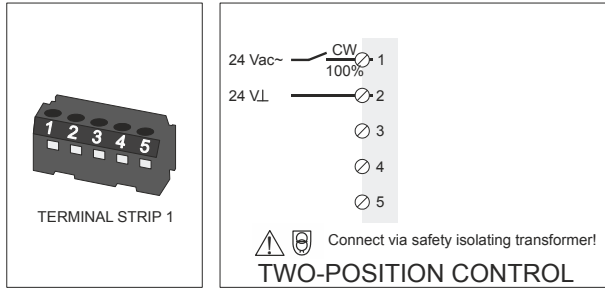 1 2 3 4 5
TERMINAL STRIP 1
24 Vac~
CW
100%
1
24 V⊥
2
3
4
5
Connect via safety isolating transformer!
TWO-POSITION CONTROL